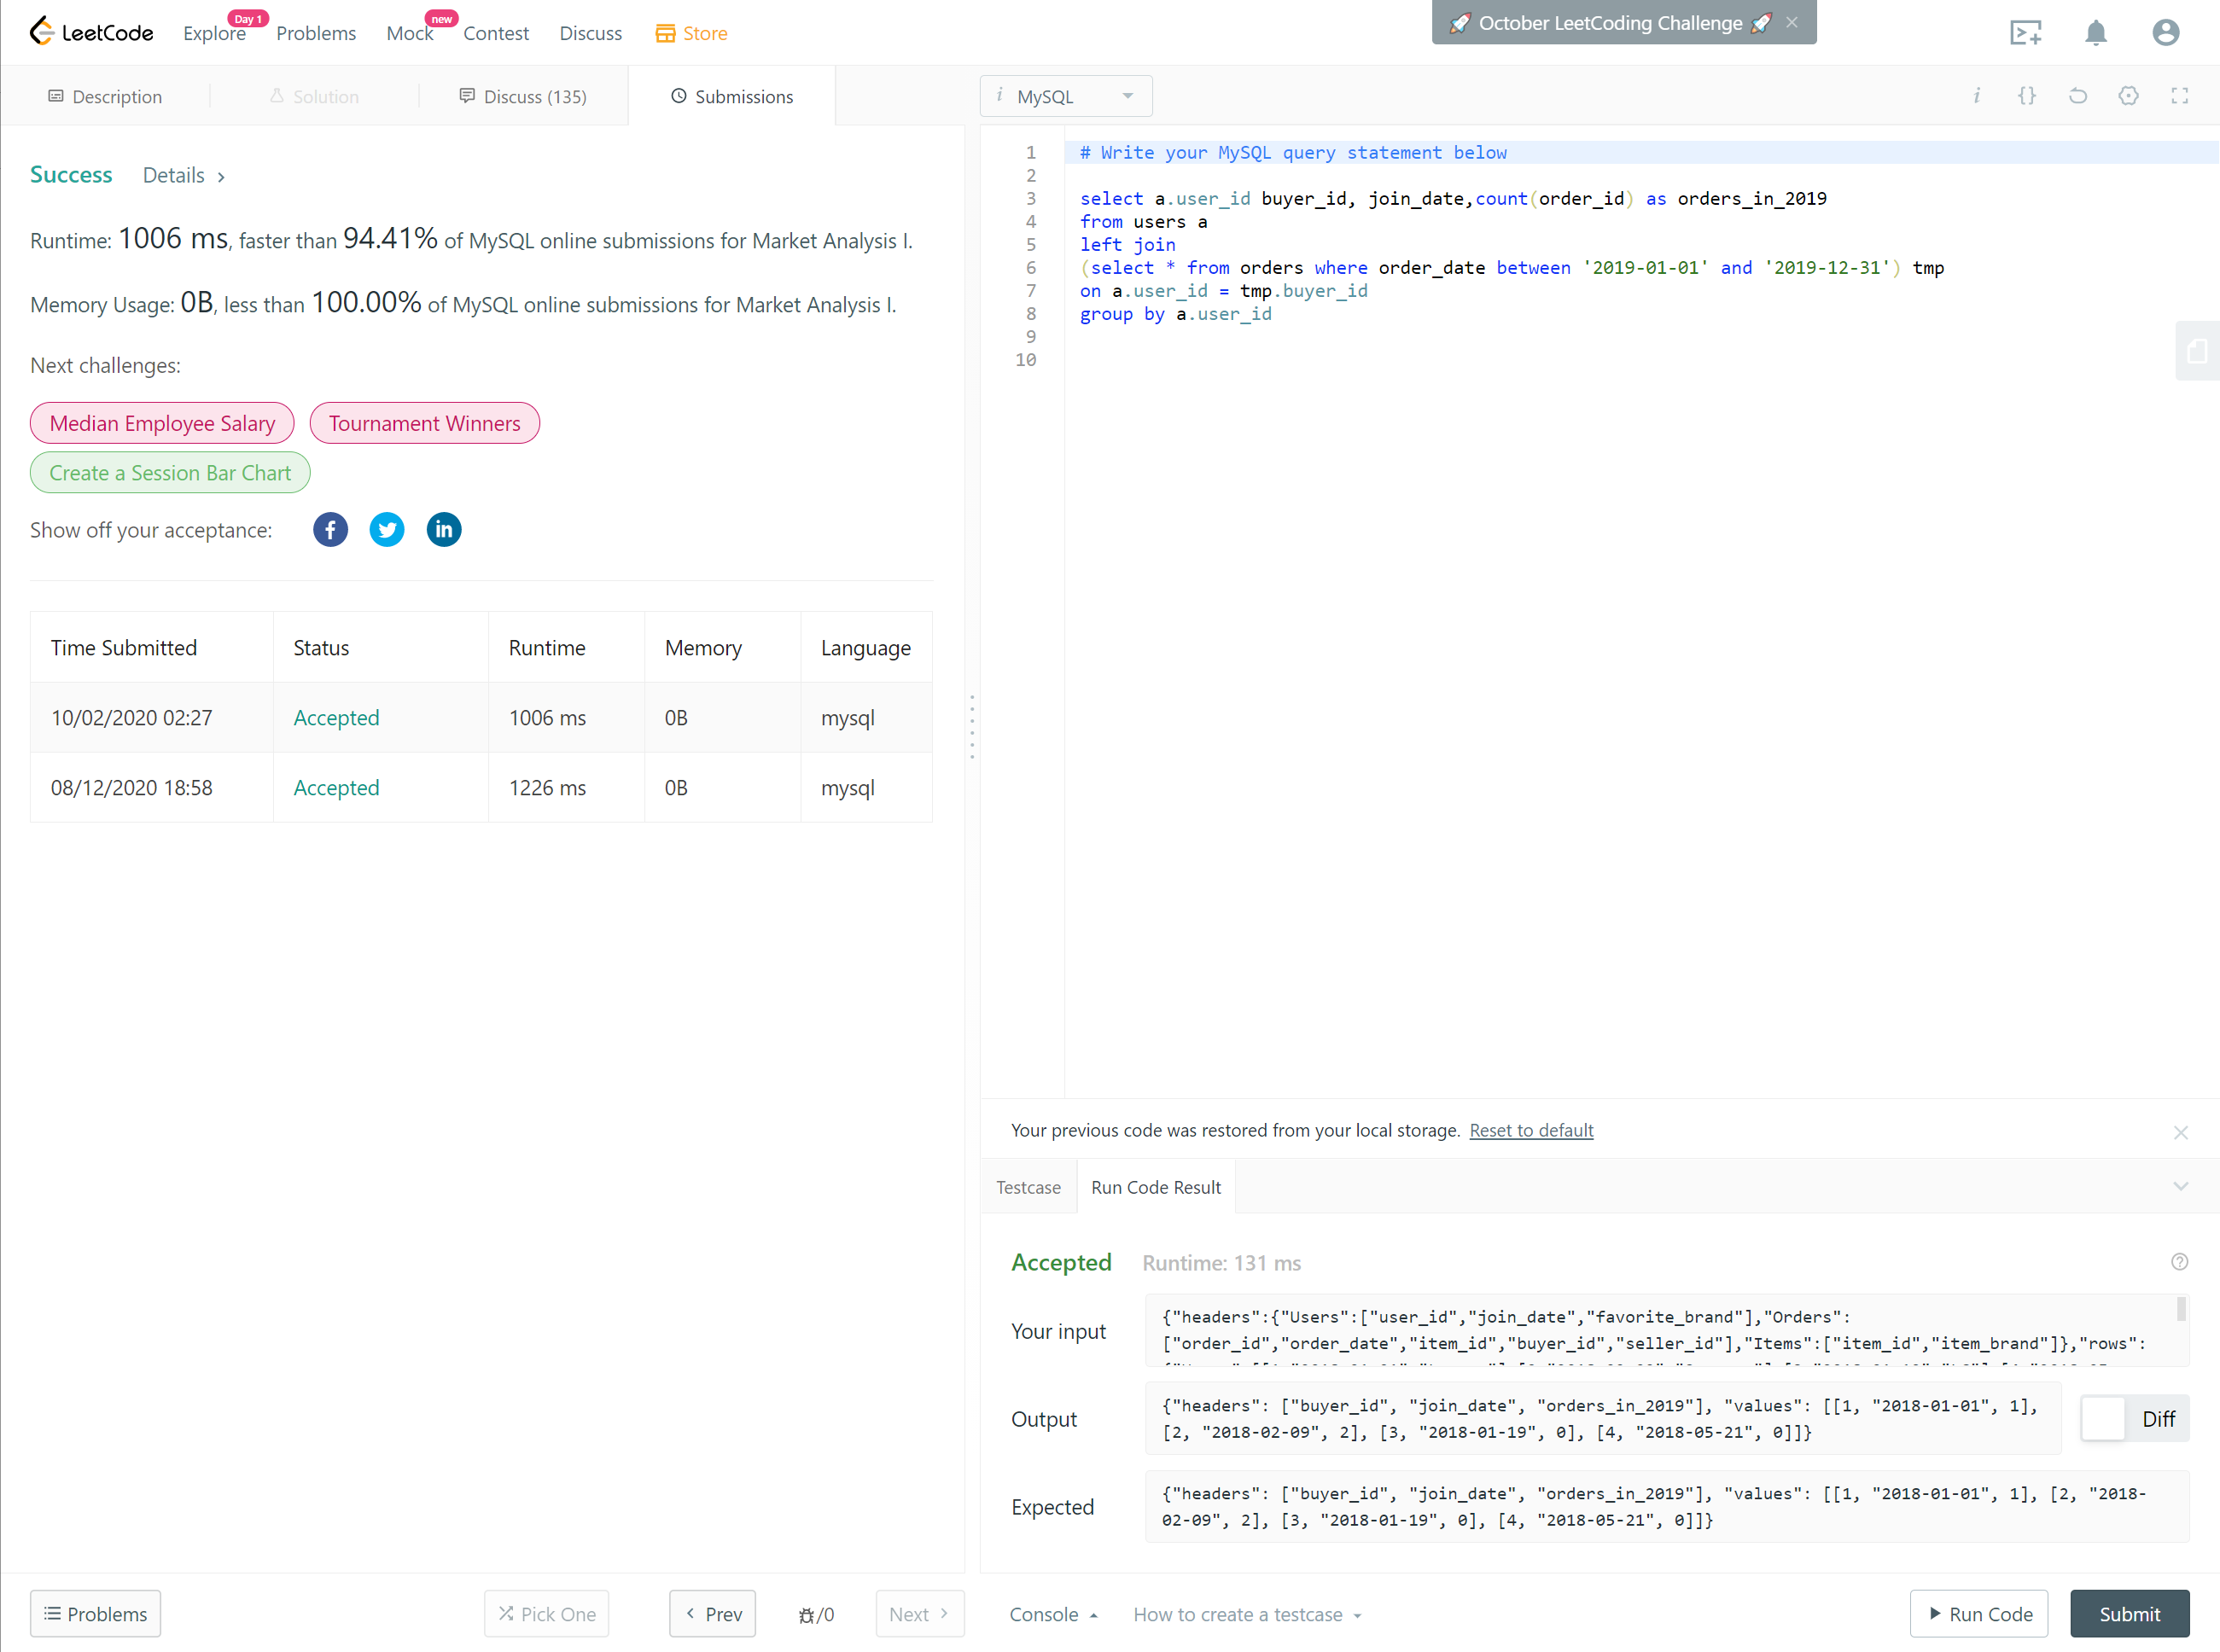 LeetCode Explore Day 1 Problems Mock new Contest Discuss Store
🚀 October LeetCoding Challenge 🚀 ×
Description Solution Discuss (135) Submissions
i MySQL
Success Details >
Runtime: 1006 ms, faster than 94.41% of MySQL online submissions for Market Analysis I.
Memory Usage: 0B, less than 100.00% of MySQL online submissions for Market Analysis I.
Next challenges:
Median Employee Salary Tournament Winners
Create a Session Bar Chart
Show off your acceptance:
Time Submitted Status Runtime Memory Language
10/02/2020 02:27 Accepted 1006 ms 0B mysql
08/12/2020 18:58 Accepted 1226 ms 0B mysql
1 # Write your MySQL query statement below
2
3 select a.user_id buyer_id, join_date,count(order_id) as orders_in_2019
4 from users a
5 left join
6 (select * from orders where order_date between '2019-01-01' and '2019-12-31') tmp
7 on a.user_id = tmp.buyer_id
8 group by a.user_id
9
10
Your previous code was restored from your local storage. Reset to default
Testcase Run Code Result
Accepted Runtime: 131 ms
Your input
{"headers":{"Users":["user_id","join_date","favorite_brand"],"Orders":
["order_id","order_date","item_id","buyer_id","seller_id"],"Items":["item_id","item_brand"]},"rows":
Output
{"headers": ["buyer_id", "join_date", "orders_in_2019"], "values": [[1, "2018-01-01", 1],
[2, "2018-02-09", 2], [3, "2018-01-19", 0], [4, "2018-05-21", 0]]}
Diff
Expected
{"headers": ["buyer_id", "join_date", "orders_in_2019"], "values": [[1, "2018-01-01", 1], [2, "2018-
02-09", 2], [3, "2018-01-19", 0], [4, "2018-05-21", 0]]}
Problems Pick One < Prev /0 Next > Console How to create a testcase Run Code Submit